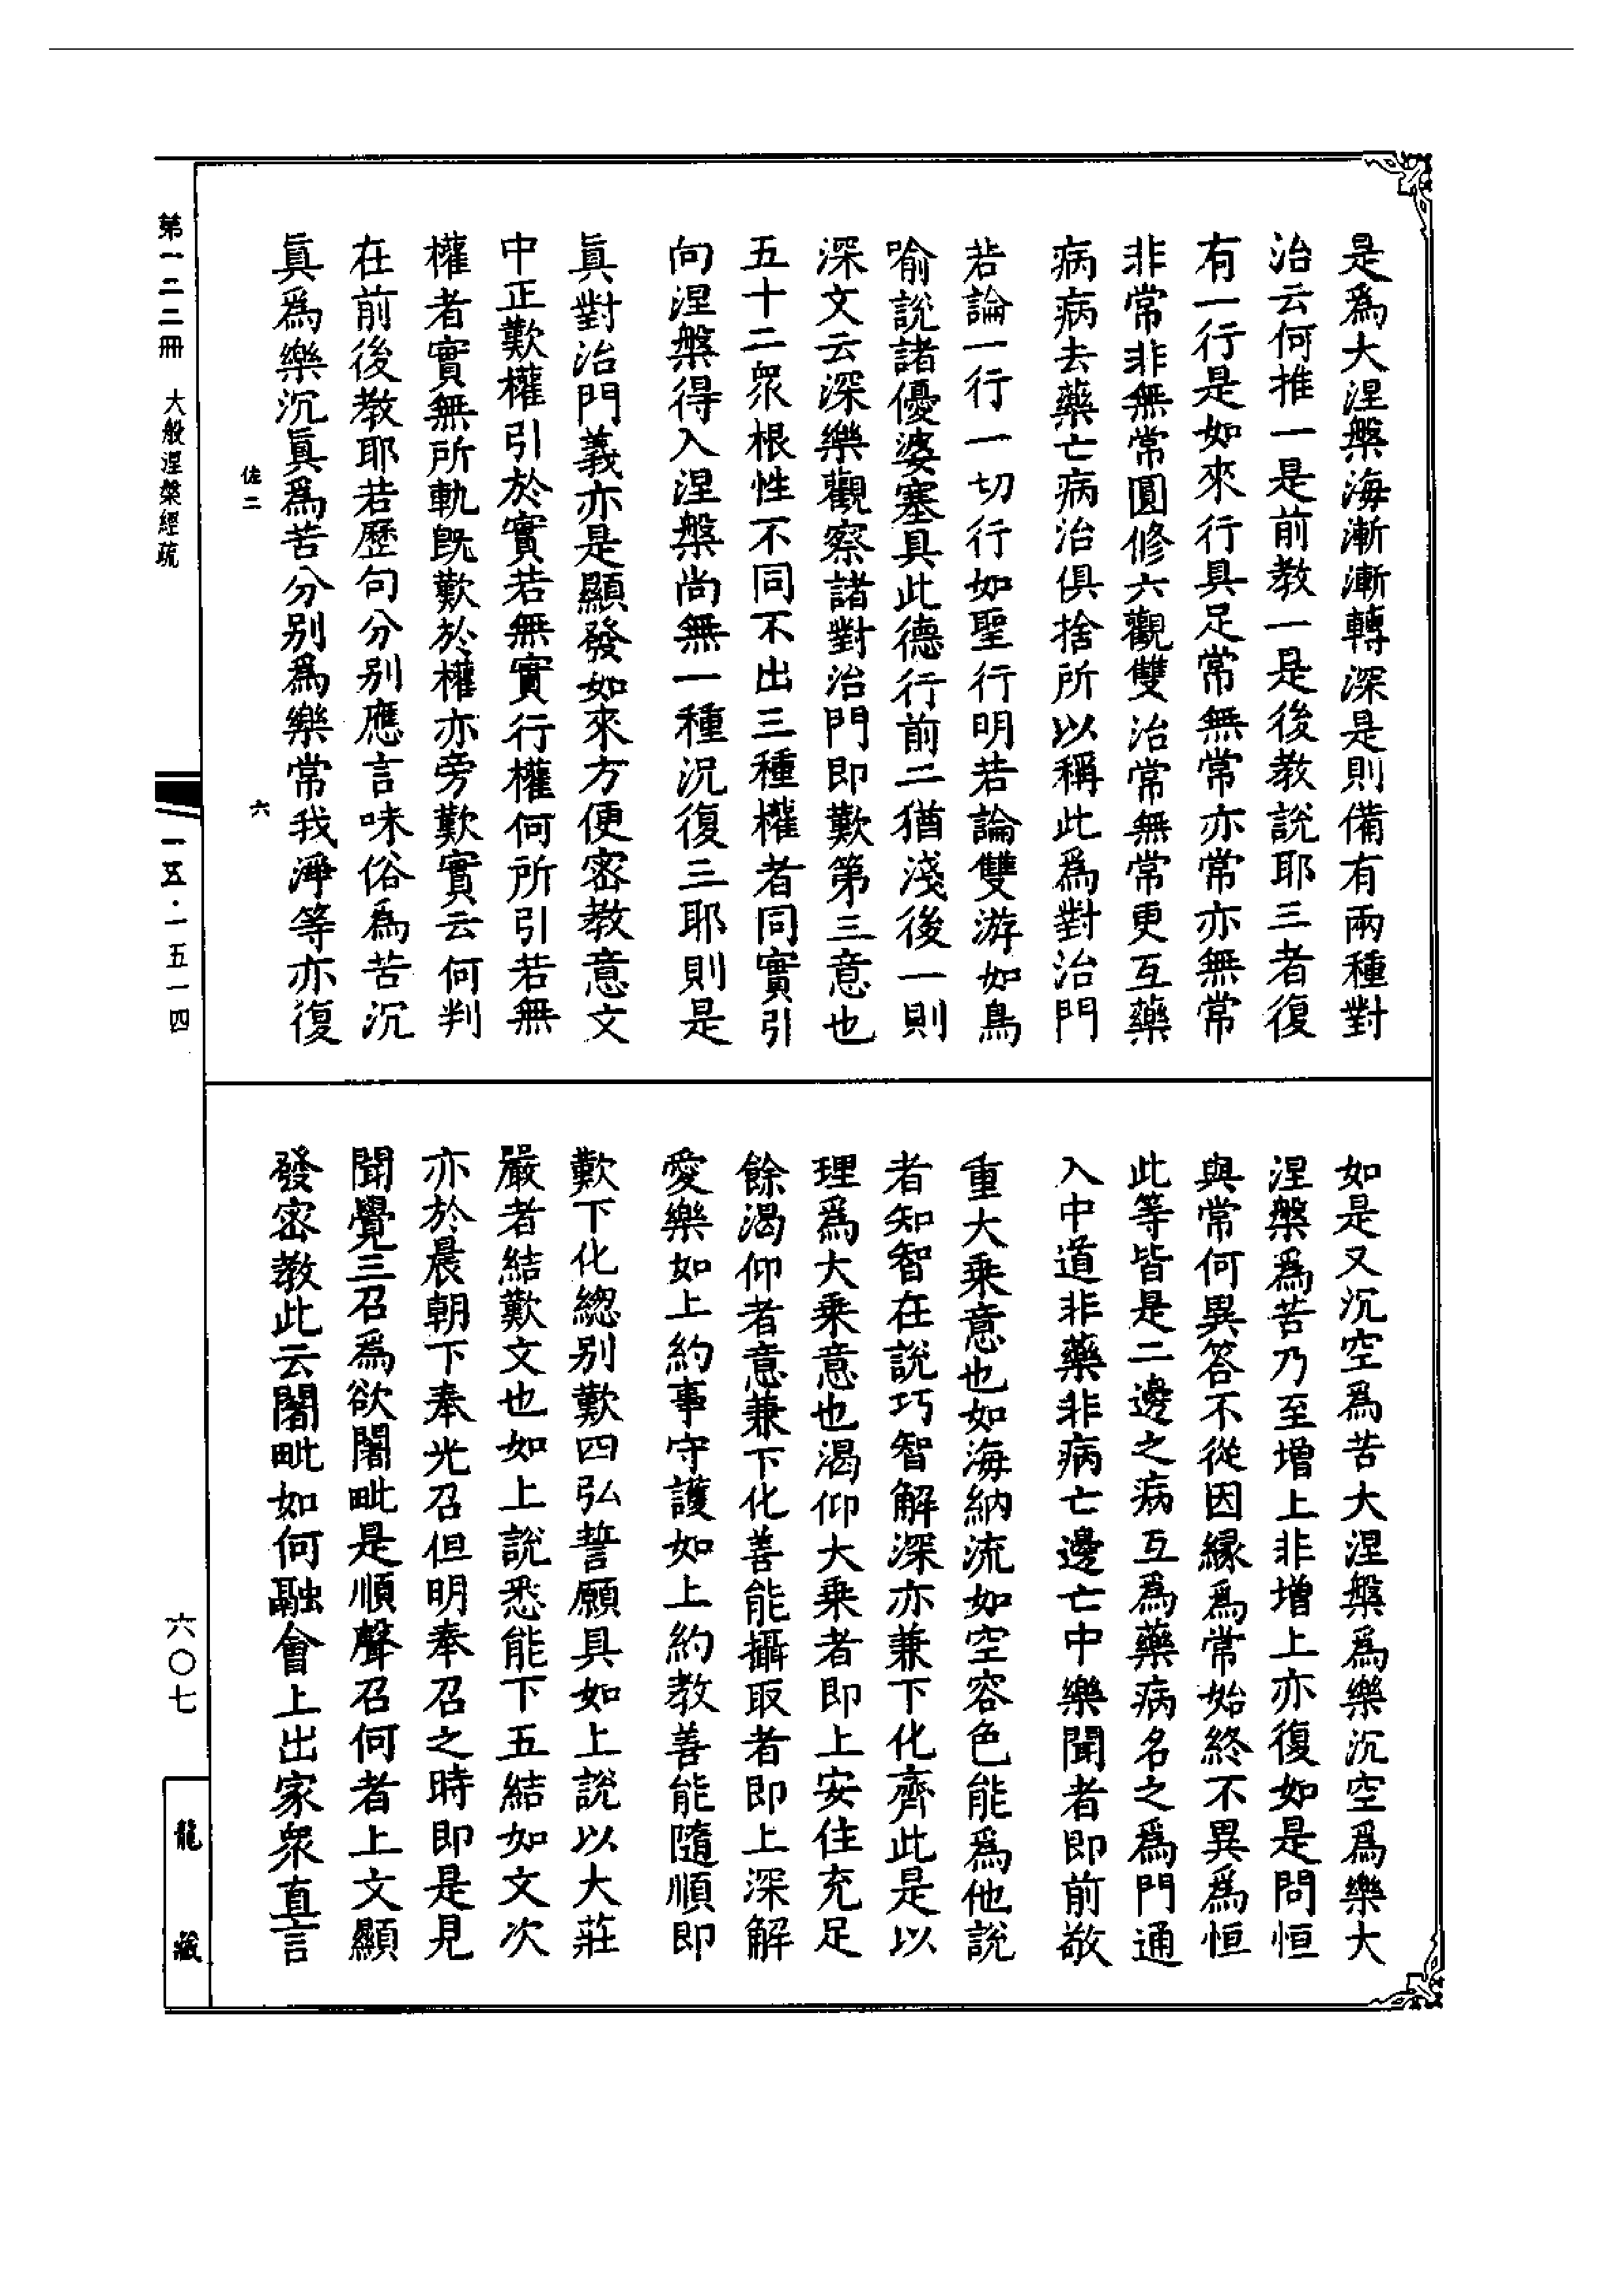 是爲大涅槃海漸漸轉深是則備有兩種對
治云何推一是前教一是後教說耶三者復
有一行是如來行具足常無常亦常亦無常
非常非無常圓修六觀雙治常無常更互藥
病病去藥亡病治俱捨所以稱此爲對治門
若論一行一切行如聖行明若論雙游如鳥
喻說諸優婆塞具此德行前二猶淺後一則
深文云深樂觀察諸對治門即歎第三意也
五十二衆根性不同不出三種權者同實引
向涅槃得入涅槃尚無一種況復三耶則是
眞對治門義亦是顯發如來方便密教意文
中正歎權引於實若無實行權何所引若無
權者實無所軌旣歎於權亦旁歎實云何判
在前後教耶若歷句分别應言味俗爲苦沉
眞爲樂沉眞爲苦分别爲樂常我淨等亦復
如是又沉空爲苦大涅槃爲樂沉空爲樂大
涅槃爲苦乃至增上非增上亦復如是問恒
與常何異答不從因緣爲常始終不異爲恒
此等皆是二邊之病互爲藥病名之爲門通
入中道非藥非病亡邊亡中樂聞者即前敬
重大乘意也如海納流如空容色能爲他說
者知智在說巧智解深亦兼下化齊此是以
理爲大乘意也渴仰大乘者即上安住充足
餘渴仰者意兼下化善能攝取者即上深解
愛樂如上約事守護如上約教善能隨順即
歎下化總别歎四弘誓願具如上說以大莊
嚴者結歎文也如上說悉能下五結如文次
亦於晨朝下奉光召但明奉召之時即是見
聞覺三召爲欲闍毗是順聲召何者上文顯
發密教此云闍毗如何融會上出家衆直言
第一二二冊 大般涅槃經疏
佐二
六
一五·一五一四
六〇七
龍藏